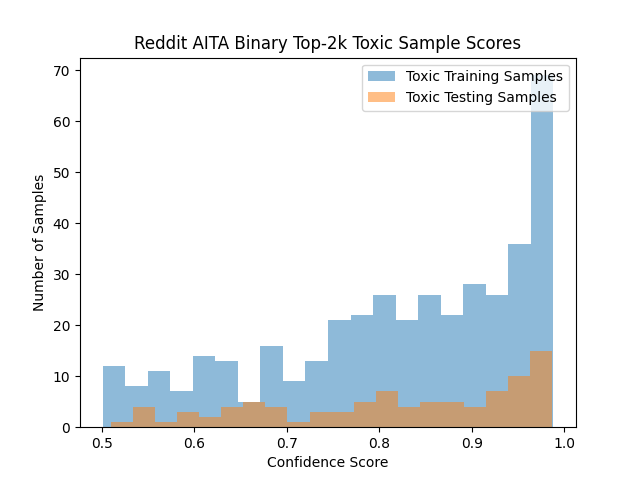 Reddit AITA Binary Top-2k Toxic Sample Scores
Toxic Training Samples
Toxic Testing Samples
Number of Samples
70
60
50
40
30
20
10
0
0.5 0.6 0.7 0.8 0.9 1.0
Confidence Score